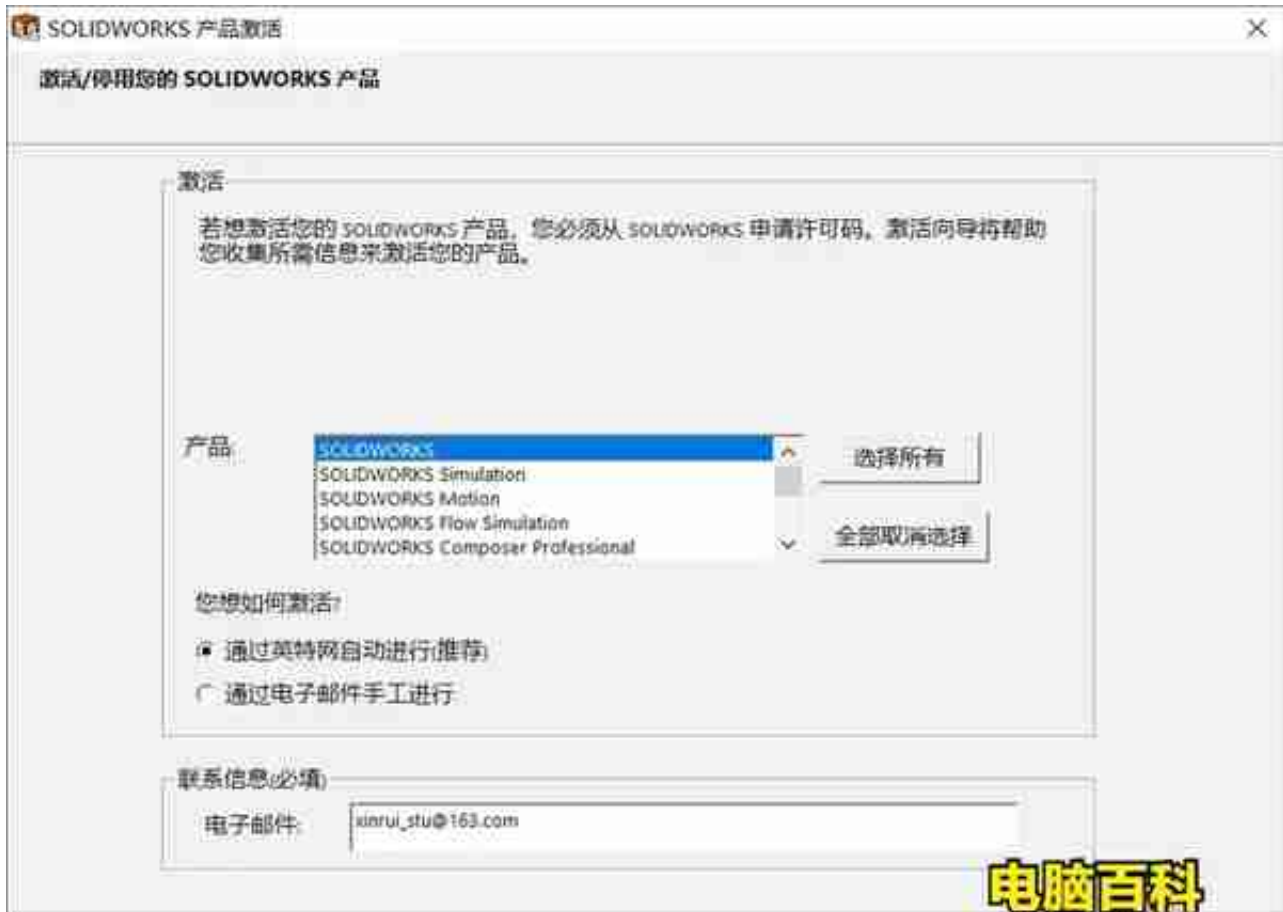 SOLIDWORKS 产品激活
激活/停用您的 SOLIDWORKS 产品
激活
若想激活您的 SOLIDWORKS 产品，您必须从 SOLIDWORKS 申请许可码。激活向导将帮助
您收集所需信息来激活您的产品。
产品:
SOLIDWORKS
SOLIDWORKS Simulation
SOLIDWORKS Motion
SOLIDWORKS Flow Simulation
SOLIDWORKS Composer Professional
选择所有
全部取消选择
您想如何激活?
通过英特网自动进行(推荐)
通过电子邮件手工进行
联系信息(必填)
电子邮件:
xinrui_stu@163.com
电脑百科